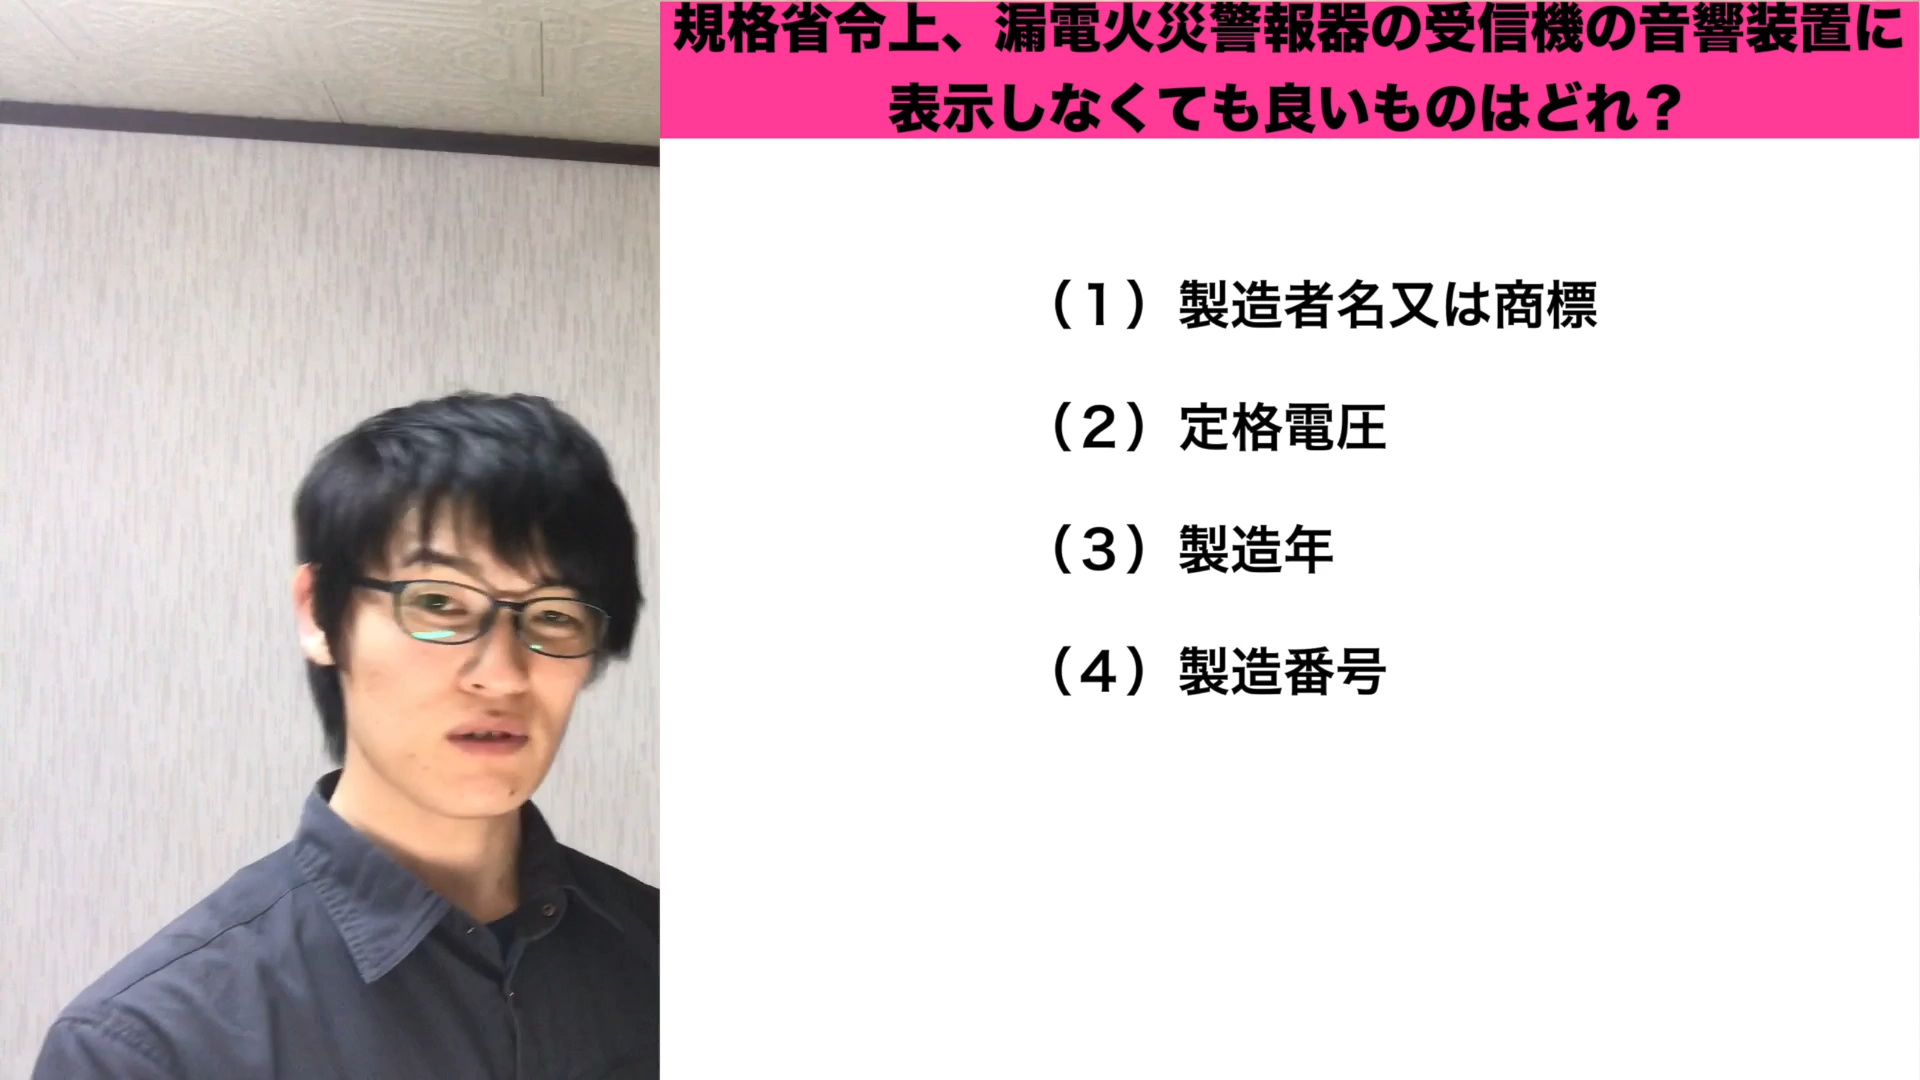 規格省令上、漏電火災警報器の受信機の音響装置に
表示しなくても良いものはどれ？
（１）製造者名又は商標
（２）定格電圧
（３）製造年
（４）製造番号